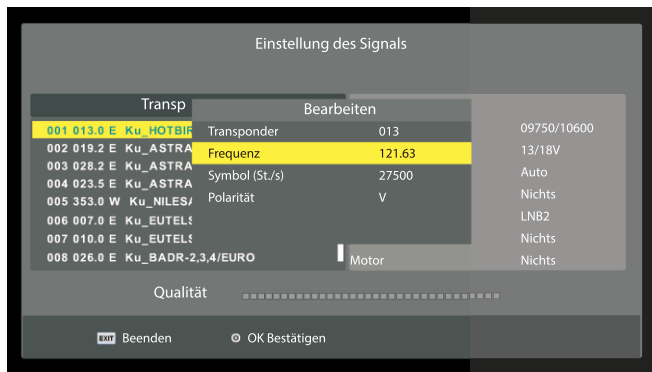 Einstellung des Signals
Transp
Bearbeiten
001 013.0 E Ku_HOTBIR
002 019.2 E Ku_ASTRA
003 028.2 E Ku_ASTRA
004 023.5 E Ku_ASTRA
005 353.0 W Ku_NILESA
006 007.0 E Ku_EUTELS
007 010.0 E Ku_EUTELS
008 026.0 E Ku_BADR-2,3,4/EURO
Transponder 013
Frequenz 121.63
Symbol (St./s) 27500
Polarität V
09750/10600
13/18V
Auto
Nichts
LNB2
Nichts
Motor Nichts
Qualität
EXIT Beenden
OK Bestätigen